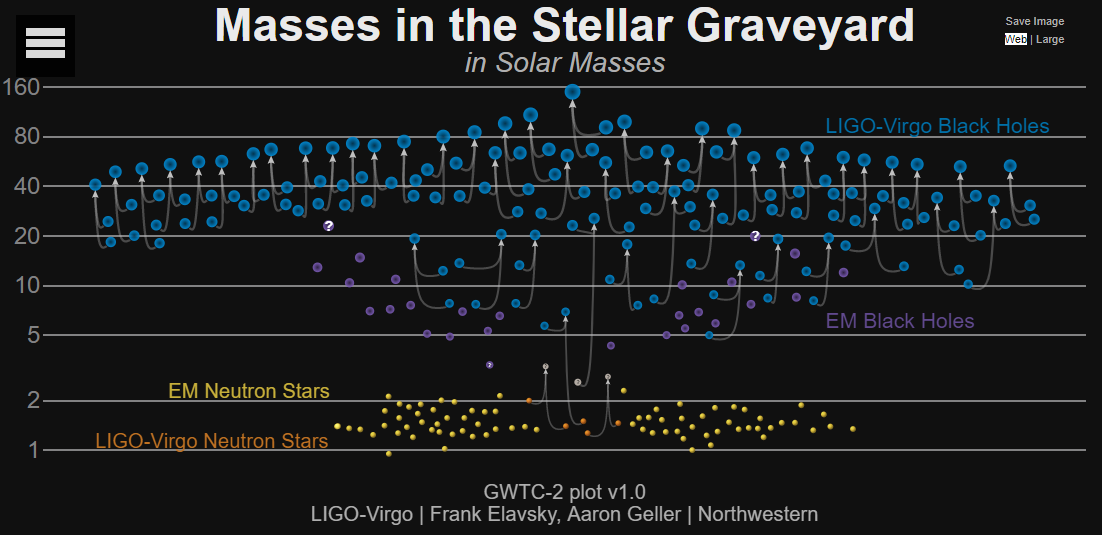 Masses in the Stellar Graveyard
in Solar Masses
Save Image
Web | Large
160
80
40
20
10
5
2
1
LIGO-Virgo Black Holes
EM Black Holes
EM Neutron Stars
LIGO-Virgo Neutron Stars
?
?
?
GWTC-2 plot v1.0
LIGO-Virgo | Frank Elavsky, Aaron Geller | Northwestern